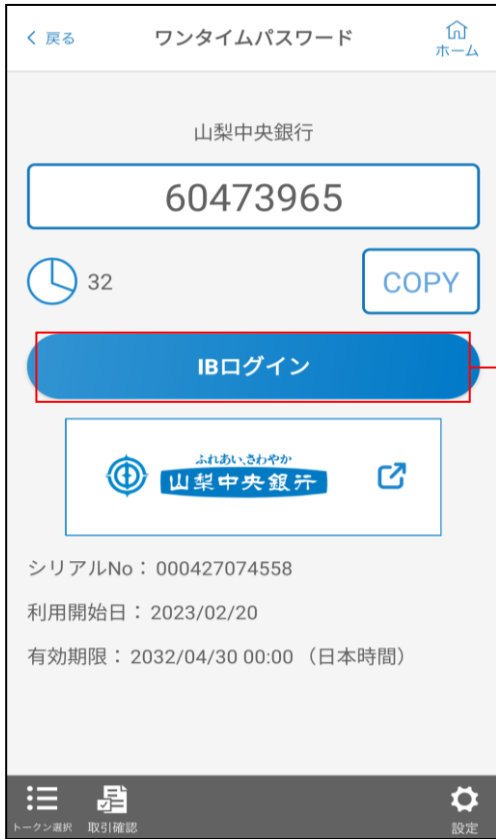 戻る ワンタイムパスワード ホーム
山梨中央銀行
60473965
32 COPY
IBログイン
ふれあい、さわやか
山梨中央銀行
シリアルNo：000427074558
利用開始日：2023/02/20
有効期限：2032/04/30 00:00 （日本時間）
トークン選択 取引確認 設定